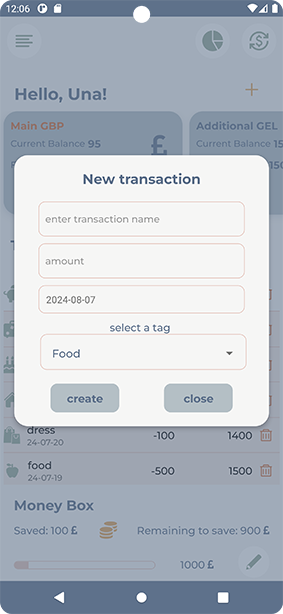 12:06
Hello, Una!
+
Main GBP
Additional GEL
Current Balance 95
£
Current Balance 15
150
New transaction
enter transaction name
amount
2024-08-07
select a tag
Food
create
close
dress
24-07-20
-100
1400
food
24-07-19
-500
1500
Money Box
Saved: 100 £
Remaining to save: 900 £
1000 £